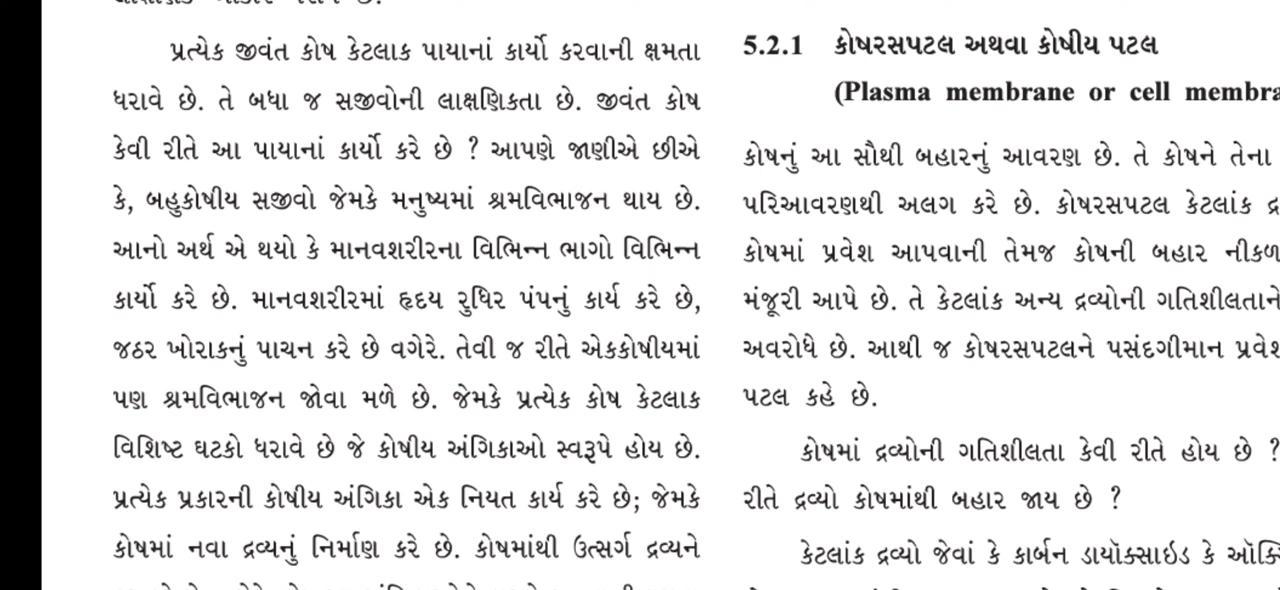 પ્રત્યેક જીવંત કોષ કેટલાક પાયાનાં કાર્યો કરવાની ક્ષમતા
ધરાવે છે. તે બધા જ સજીવોની લાક્ષણિકતા છે. જીવંત કોષ
કેવી રીતે આ પાયાનાં કાર્યો કરે છે ? આપણે જાણીએ છીએ
કે, બહુકોષીય સજીવો જેમકે મનુષ્યમાં શ્રમવિભાજન થાય છે.
આનો અર્થ એ થયો કે માનવશરીરના વિભિન્ન ભાગો વિભિન્ન
કાર્યો કરે છે. માનવશરીરમાં હૃદય રુધિર પંપનું કાર્ય કરે છે,
જઠર ખોરાકનું પાચન કરે છે વગેરે. તેવી જ રીતે એકકોષીયમાં
પણ શ્રમવિભાજન જોવા મળે છે. જેમકે પ્રત્યેક કોષ કેટલાક
વિશિષ્ટ ઘટકો ધરાવે છે જે કોષીય અંગિકાઓ સ્વરૂપે હોય છે.
પ્રત્યેક પ્રકારની કોષીય અંગિકા એક નિયત કાર્ય કરે છે; જેમકે
કોષમાં નવા દ્રવ્યનું નિર્માણ કરે છે. કોષમાંથી ઉત્સર્ગ દ્રવ્યને
5.2.1 કોષરસપટલ અથવા કોષીય પટલ
(Plasma membrane or cell membra
કોષનું આ સૌથી બહારનું આવરણ છે. તે કોષને તેના
પરિઆવરણથી અલગ કરે છે. કોષરસપટલ કેટલાંક દ્ર
કોષમાં પ્રવેશ આપવાની તેમજ કોષની બહાર નીકળ
મંજૂરી આપે છે. તે કેટલાંક અન્ય દ્રવ્યોની ગતિશીલતાને
અવરોધે છે. આથી જ કોષરસપટલને પસંદગીમાન પ્રવેશ
પટલ કહે છે.
કોષમાં દ્રવ્યોની ગતિશીલતા કેવી રીતે હોય છે ?
રીતે દ્રવ્યો કોષમાંથી બહાર જાય છે ?
કેટલાંક દ્રવ્યો જેવાં કે કાર્બન ડાયૉક્સાઇડ કે ઑક્સિ